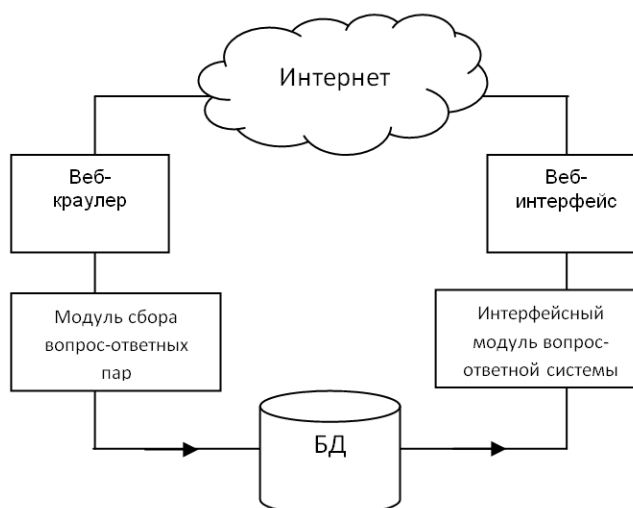 Интернет
Веб-
краулер
Веб-
интерфейс
Модуль сбора
вопрос-ответных
пар
Интерфейсный
модуль вопрос-
ответной системы
БД